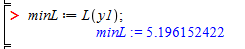 > minL := L(y1);
minL := 5.196152422